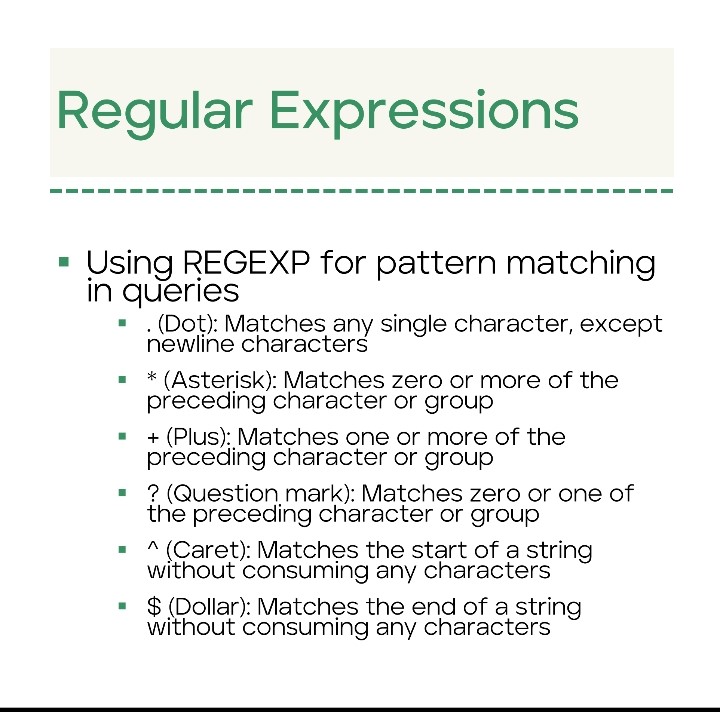 Regular Expressions
Using REGEXP for pattern matching
in queries
. (Dot): Matches any single character, except
newline characters
* (Asterisk): Matches zero or more of the
preceding character or group
+ (Plus): Matches one or more of the
preceding character or group
? (Question mark): Matches zero or one of
the preceding character or group
^ (Caret): Matches the start of a string
without consuming any characters
$ (Dollar): Matches the end of a string
without consuming any characters